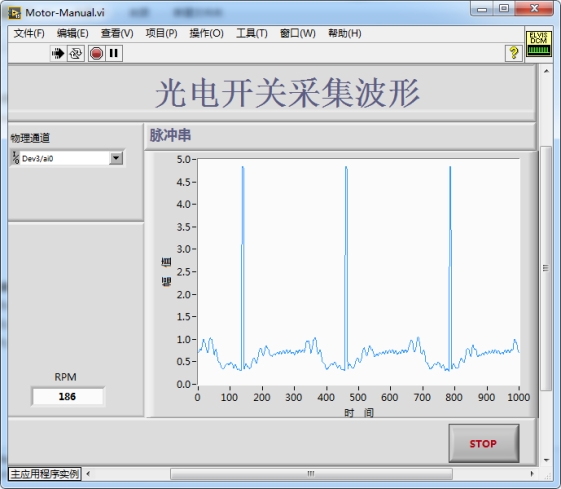 Motor-Manual.vi
文件(F) 编辑(E) 查看(V) 项目(P) 操作(O) 工具(T) 窗口(W) 帮助(H)
ELVIS
DCM
光电开关采集波形
物理通道
Dev3/ai0
脉冲串
5.0
4.5
4.0
3.5
3.0
2.5
2.0
1.5
1.0
0.5
0.0
幅 值
0 100 200 300 400 500 600 700 800 900 1000
时 间
RPM
186
STOP
主应用程序实例